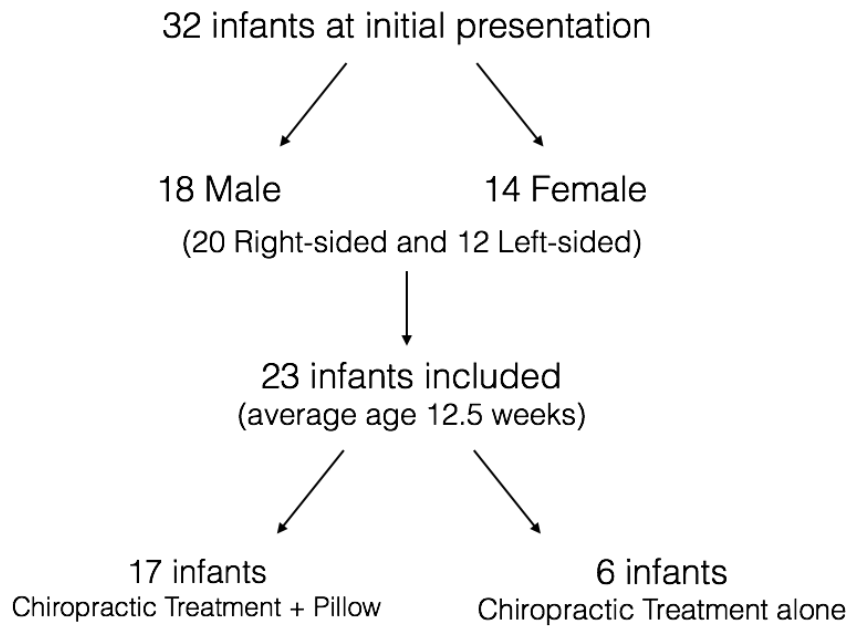 32 infants at initial presentation
18 Male
14 Female
(20 Right-sided and 12 Left-sided)
23 infants included
(average age 12.5 weeks)
17 infants
Chiropractic Treatment + Pillow
6 infants
Chiropractic Treatment alone